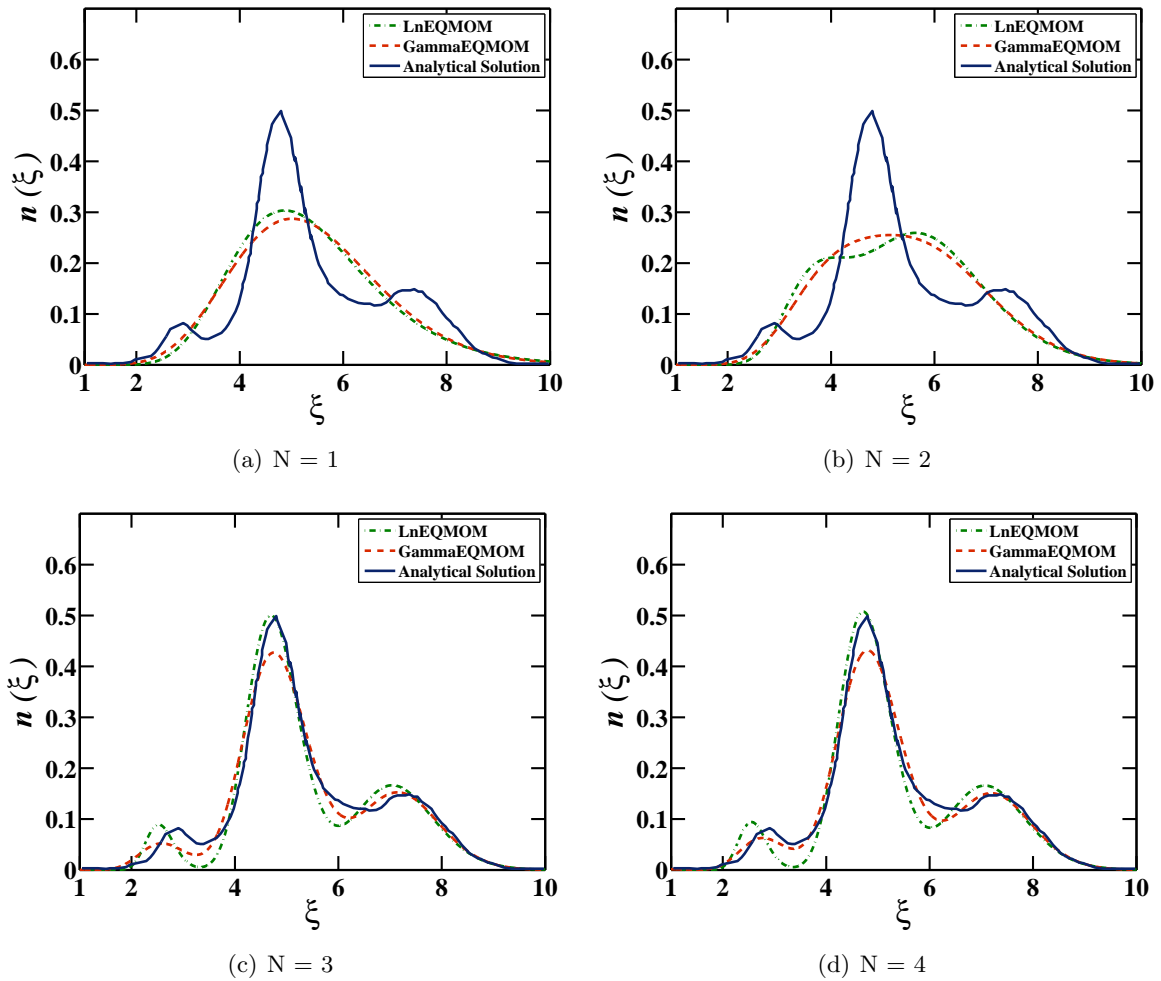 LnEQMOM
GammaEQMOM
Analytical Solution
0.6
0.5
0.4
0.3
0.2
0.1
0
n (ξ)
1 2 4 6 8 10
ξ
(a) N = 1
LnEQMOM
GammaEQMOM
Analytical Solution
0.6
0.5
0.4
0.3
0.2
0.1
0
n (ξ)
1 2 4 6 8 10
ξ
(b) N = 2
LnEQMOM
GammaEQMOM
Analytical Solution
0.6
0.5
0.4
0.3
0.2
0.1
0
n (ξ)
1 2 4 6 8 10
ξ
(c) N = 3
LnEQMOM
GammaEQMOM
Analytical Solution
0.6
0.5
0.4
0.3
0.2
0.1
0
n (ξ)
1 2 4 6 8 10
ξ
(d) N = 4